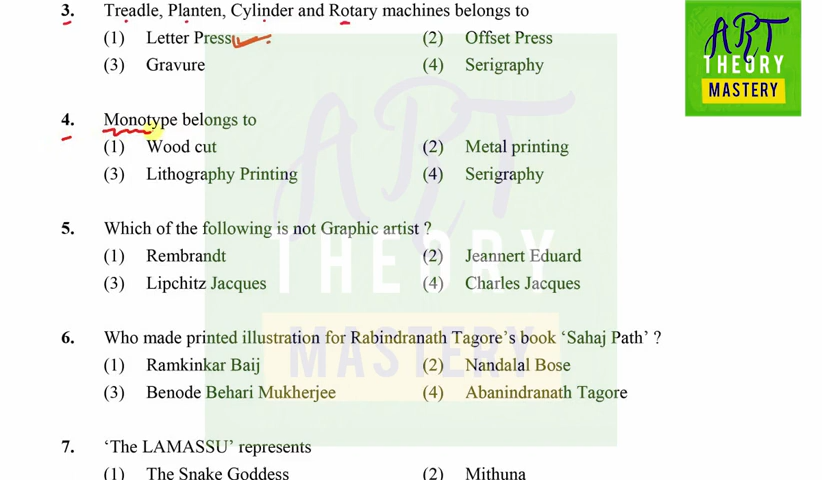 3. Treadle, Planten, Cylinder and Rotary machines belongs to
(1) Letter Press (2) Offset Press
(3) Gravure (4) Serigraphy
4. Monotype belongs to
(1) Wood cut (2) Metal printing
(3) Lithography Printing (4) Serigraphy
5. Which of the following is not Graphic artist ?
(1) Rembrandt (2) Jeannert Eduard
(3) Lipchitz Jacques (4) Charles Jacques
6. Who made printed illustration for Rabindranath Tagore's book 'Sahaj Path' ?
(1) Ramkinkar Baij (2) Nandalal Bose
(3) Benode Behari Mukherjee (4) Abanindranath Tagore
7. 'The LAMASSU' represents
(1) The Snake Goddess (2) Mithuna
ART
THEORY
MASTERY
ART
THEORY
MASTERY